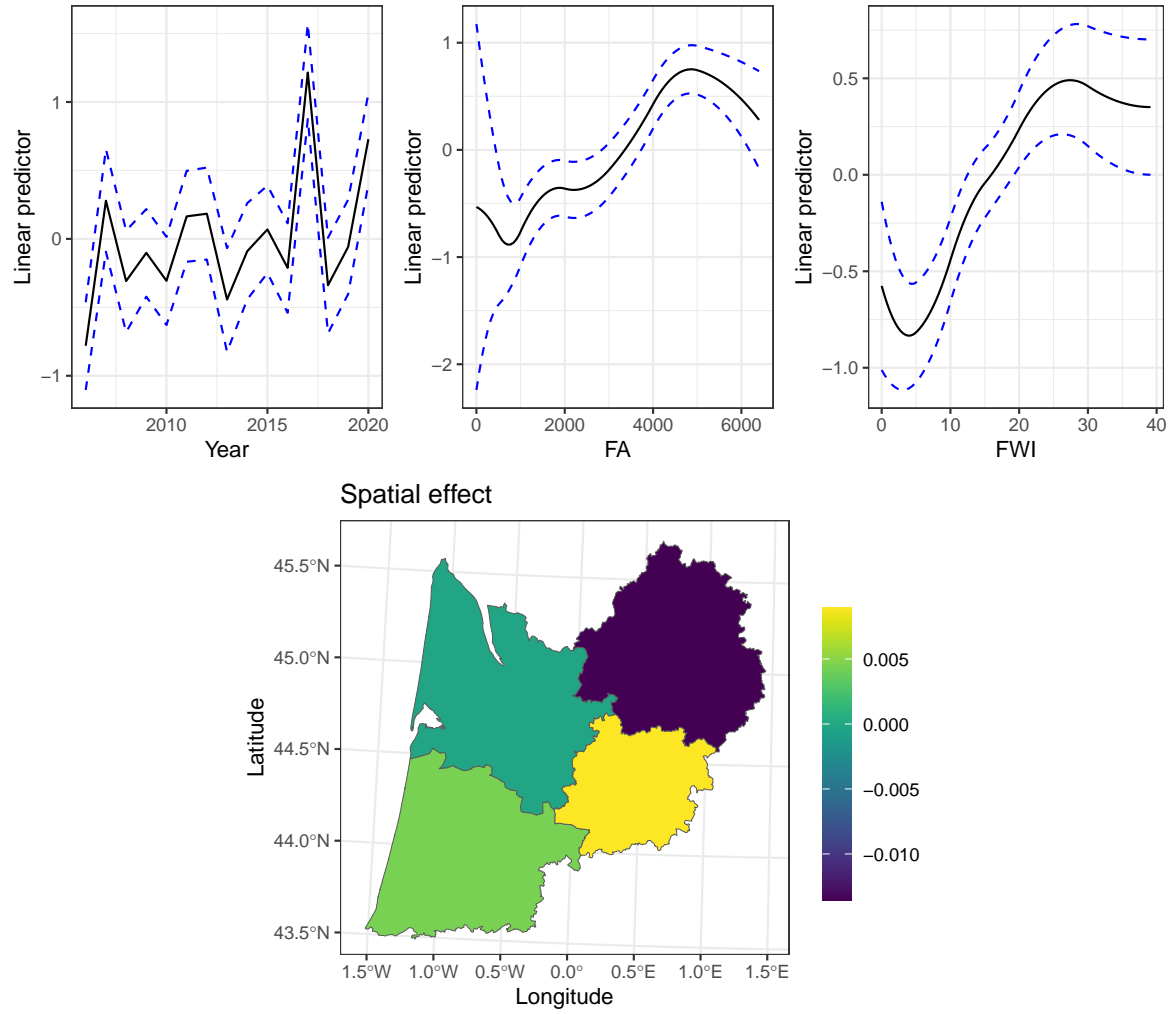 Linear predictor
1
0
−1
2010
2015
2020
Year
Linear predictor
1
0
−1
−2
0
2000
4000
6000
FA
Linear predictor
0.5
0.0
−0.5
−1.0
0
10
20
30
40
FWI
Spatial effect
Latitude
45.5°N
45.0°N
44.5°N
44.0°N
43.5°N
1.5°W
1.0°W
0.5°W
0.0°
0.5°E
1.0°E
1.5°E
Longitude
0.005
0.000
−0.005
−0.010